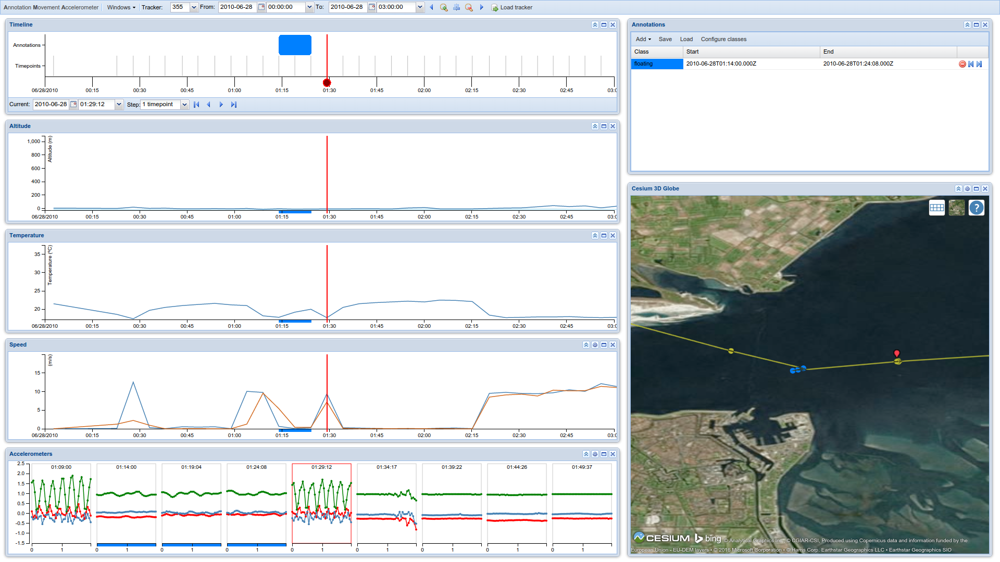 Annotation Movement Accelerometer Windows Tracker: 355 From: 2010-06-28 00:00:00 To: 2010-06-28 03:00:00 Load tracker
Timeline
Annotations
Timepoints
06/28/2010 00:15 00:30 00:45 01:00 01:15 01:30 01:45 02:00 02:15 02:30 02:45 03:0
Current: 2010-06-28 01:29:12 Step: 1 timepoint
Altitude
Altitude (m)
1,000
800
600
400
200
0
06/28/2010 00:15 00:30 00:45 01:00 01:15 01:30 01:45 02:00 02:15 02:30 02:45 03:0
Temperature
Temperature (°C)
35
30
25
20
06/28/2010 00:15 00:30 00:45 01:00 01:15 01:30 01:45 02:00 02:15 02:30 02:45 03:0
Speed
(m/s)
15
10
5
0
06/28/2010 00:15 00:30 00:45 01:00 01:15 01:30 01:45 02:00 02:15 02:30 02:45 03:0
Accelerometers
01:09:00 01:14:00 01:19:04 01:24:08 01:29:12 01:34:17 01:39:22 01:44:26 01:49:37
2.5
2.0
1.5
1.0
0.5
0.0
-0.5
-1.0
-1.5
0 1 0 1 0 1 0 1 0 1 0 1 0 1 0 1 0 1
Annotations
Add Save Load Configure classes
Class Start End
floating 2010-06-28T01:14:00.000Z 2010-06-28T01:24:08.000Z
Cesium 3D Globe
?
CESIUM bing © Analytical Graphics Inc., © CGIAR-CSI, Produced using Copernicus data and information funded by the
European Union - EU-DEM layers • © 2016 Microsoft Corporation • © Harris Corp, Earthstar Geographics LLC • Earthstar Geographics SIO